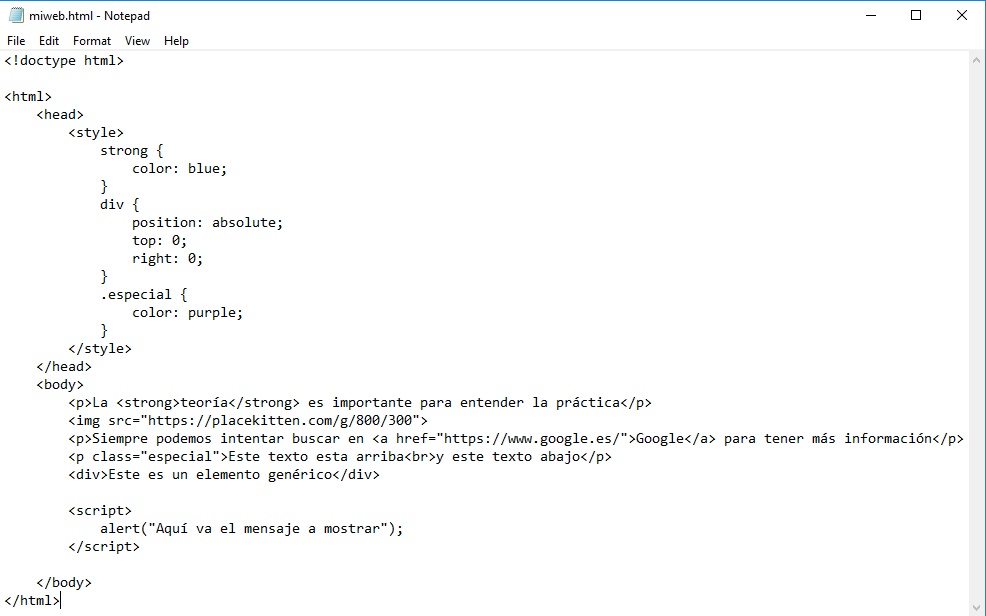 miweb.html - Notepad
File Edit Format View Help
<!doctype html>

<html>
    <head>
        <style>
            strong {
                color: blue;
            }
            div {
                position: absolute;
                top: 0;
                right: 0;
            }
            .especial {
                color: purple;
            }
        </style>
    </head>
    <body>
        <p>La <strong>teoría</strong> es importante para entender la práctica</p>
        <img src="https://placekitten.com/g/800/300">
        <p>Siempre podemos intentar buscar en <a href="https://www.google.es/">Google</a> para tener más información</p>
        <p class="especial">Este texto esta arriba<br>y este texto abajo</p>
        <div>Este es un elemento genérico</div>

        <script>
            alert("Aquí va el mensaje a mostrar");
        </script>

    </body>
</html>